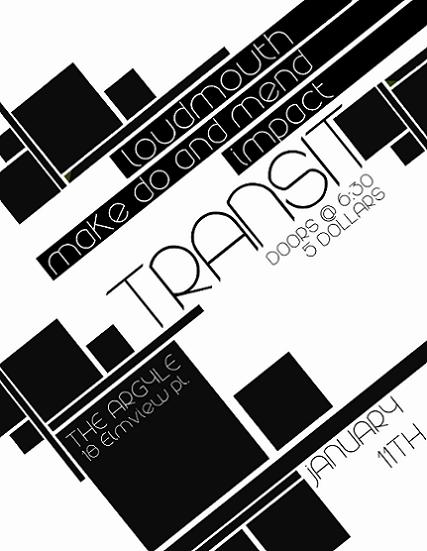 loudmouth
make do and mend
impact
TRANSIT
DOORS @ 6:30
5 DOLLARS
THE ARGYLE
18 Elmview pl.
JANUARY
11TH